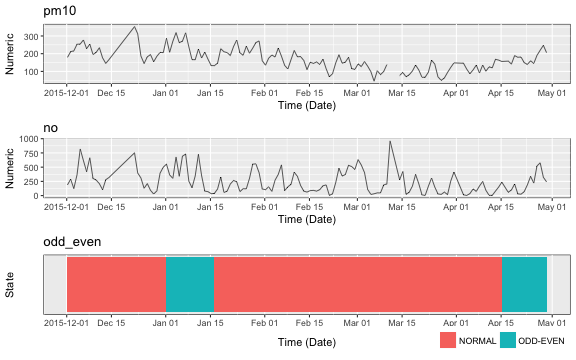 pm10
Numeric
300
200
100
2015-12-01 Dec 15 Jan 01 Jan 15 Feb 01 Feb 15 Mar 01 Mar 15 Apr 01 Apr 15 May 01
Time (Date)
no
Numeric
1000
750
500
250
0
2015-12-01 Dec 15 Jan 01 Jan 15 Feb 01 Feb 15 Mar 01 Mar 15 Apr 01 Apr 15 May 01
Time (Date)
odd_even
State
2015-12-01 Dec 15 Jan 01 Jan 15 Feb 01 Feb 15 Mar 01 Mar 15 Apr 01 Apr 15 May 01
Time (Date)
NORMAL ODD-EVEN